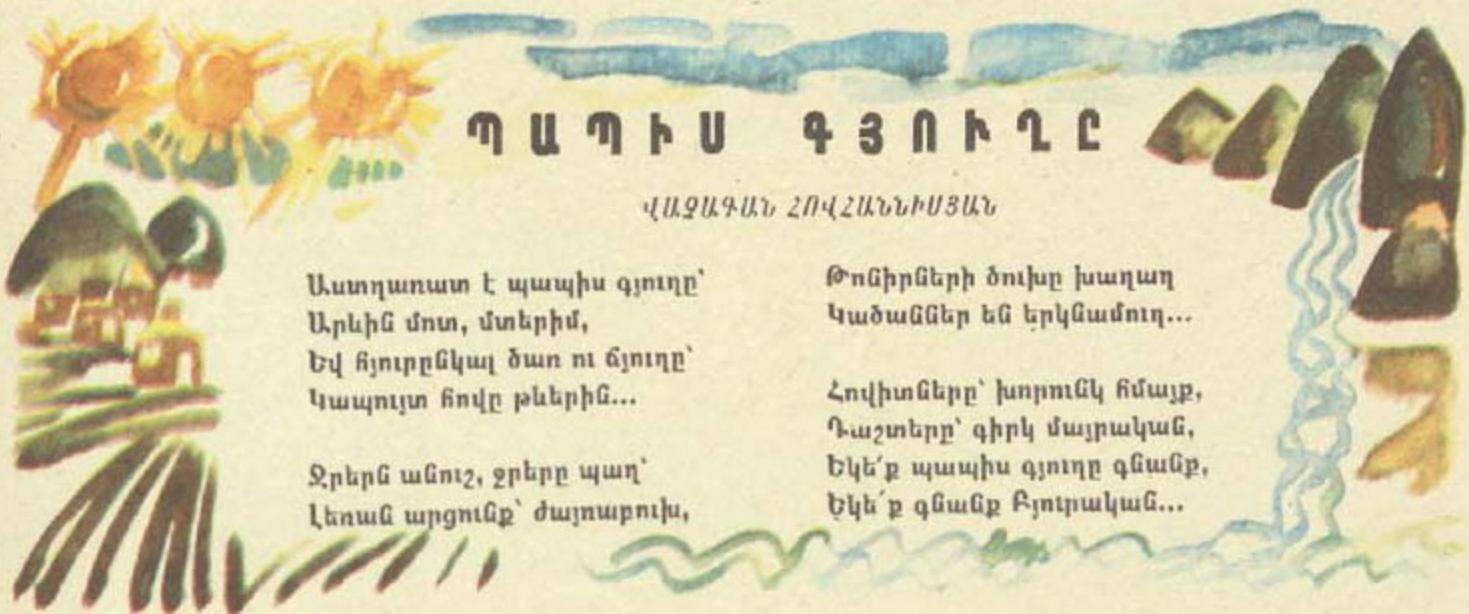 ՊԱՊԻՍ ԳՅՈՒՂԸ
ՎԱՉԱԳԱՆ ՀՈՎՀԱՆՆԻՍՅԱՆ
Աստղառատ է պապիս գյուղը՝
Արևին մոտ, մտերիմ,
Եվ հյուրընկալ ծառ ու ճյուղը՝
Կապույտ հովը թևերին...
Ջրերն անուշ, ջրերը պաղ՝
Լեռան արցունք՝ ժայռաբուխ,
Թոնիրների ծուխը խաղաղ
Կածաններ են երկնամուղ...
Հովիտները՝ խորունկ հմայք,
Դաշտերը՝ գիրկ մայրական,
Եկե՛ք պապիս գյուղը գնանք,
Եկե՛ք գնանք Բյուրական...